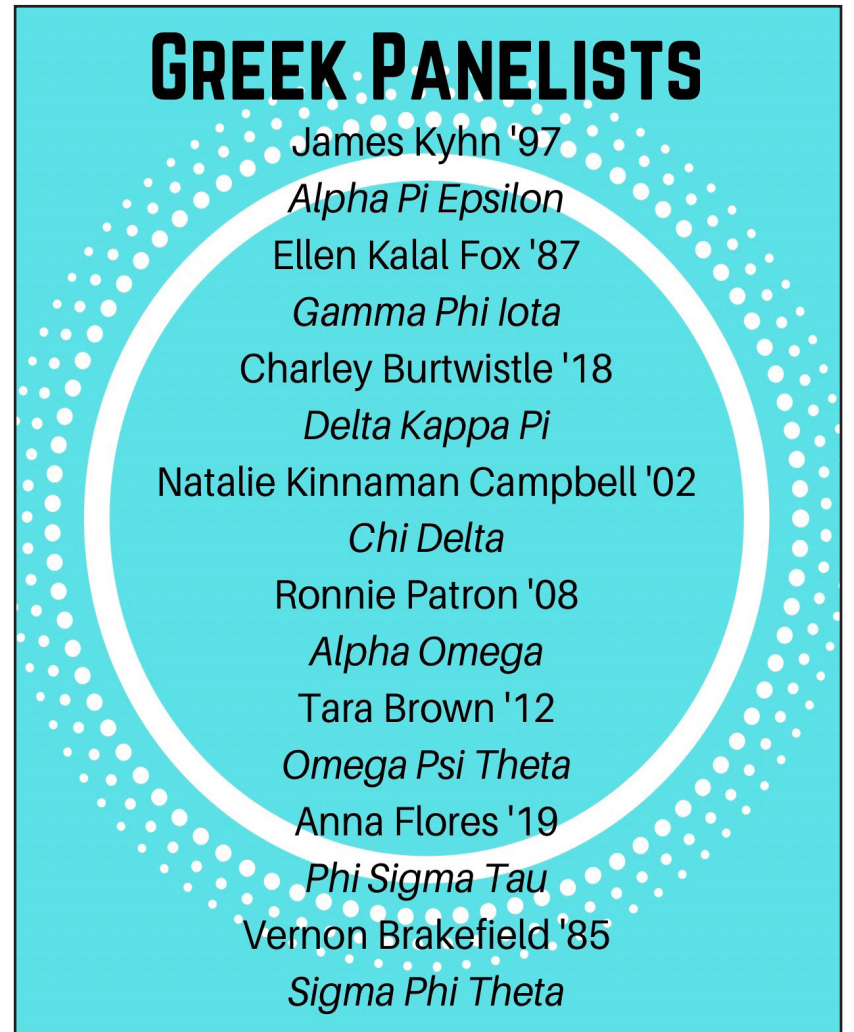 GREEK PANELISTS
James Kyhn '97
Alpha Pi Epsilon
Ellen Kalal Fox '87
Gamma Phi Iota
Charley Burtwistle '18
Delta Kappa Pi
Natalie Kinnaman Campbell '02
Chi Delta
Ronnie Patron '08
Alpha Omega
Tara Brown '12
Omega Psi Theta
Anna Flores '19
Phi Sigma Tau
Vernon Brakefield '85
Sigma Phi Theta